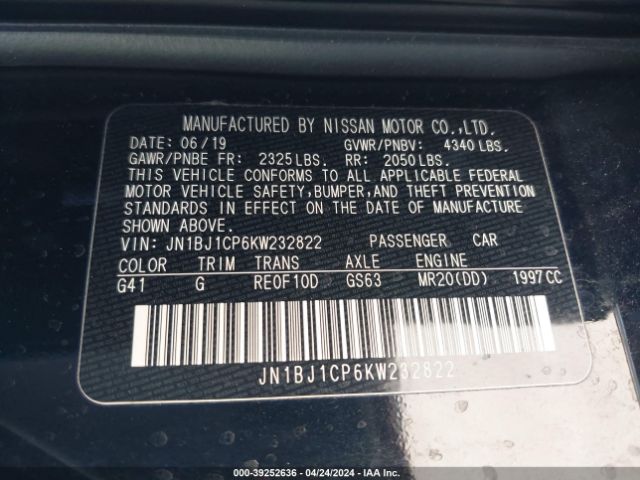 MANUFACTURED BY NISSAN MOTOR CO.,LTD.
DATE: 06/19 GVWR/PNBV: 4340 LBS.
GAWR/PNBE FR: 2325 LBS. RR: 2050 LBS.
THIS VEHICLE CONFORMS TO ALL APPLICABLE FEDERAL
MOTOR VEHICLE SAFETY, BUMPER, AND THEFT PREVENTION
STANDARDS IN EFFECT ON THE DATE OF MANUFACTURE
SHOWN ABOVE.
VIN: JN1BJ1CP6KW232822 PASSENGER CAR
COLOR TRIM TRANS AXLE ENGINE
G41 G RE0F10D GS63 MR20(DD) 1997CC
JN1BJ1CP6KW232822
000-39252636 - 04/24/2024 - IAA Inc.